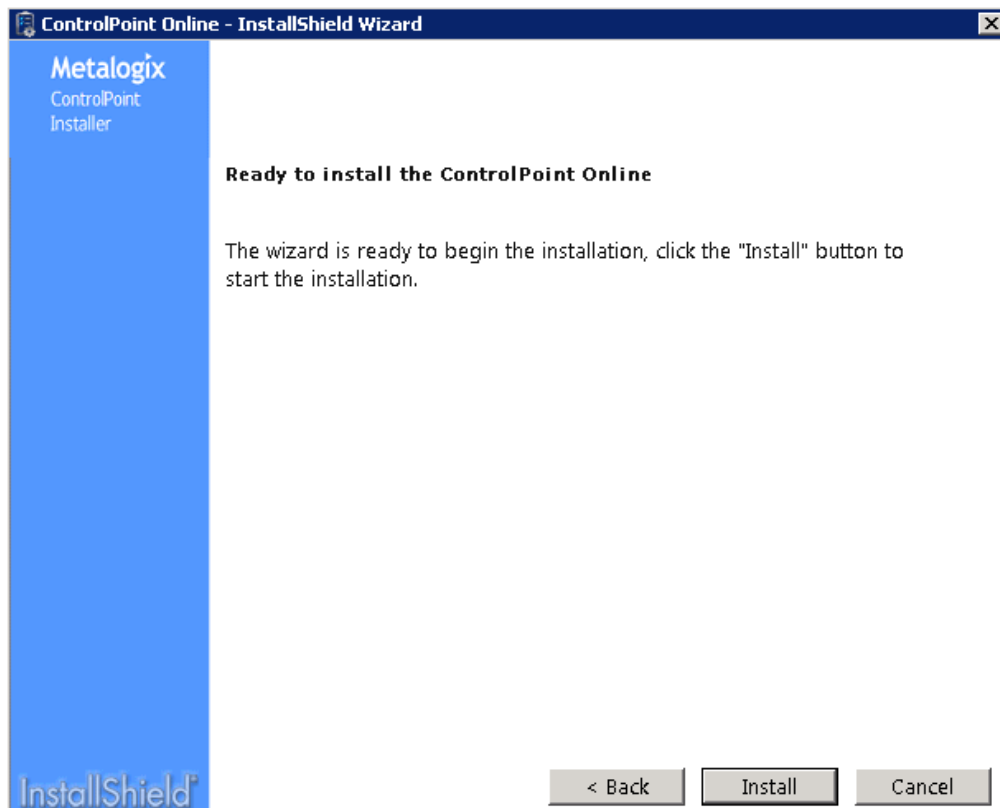 ControlPoint Online - InstallShield Wizard
Metalogix
ControlPoint
Installer
Ready to install the ControlPoint Online
The wizard is ready to begin the installation, click the "Install" button to
start the installation.
InstallShield
< Back
Install
Cancel